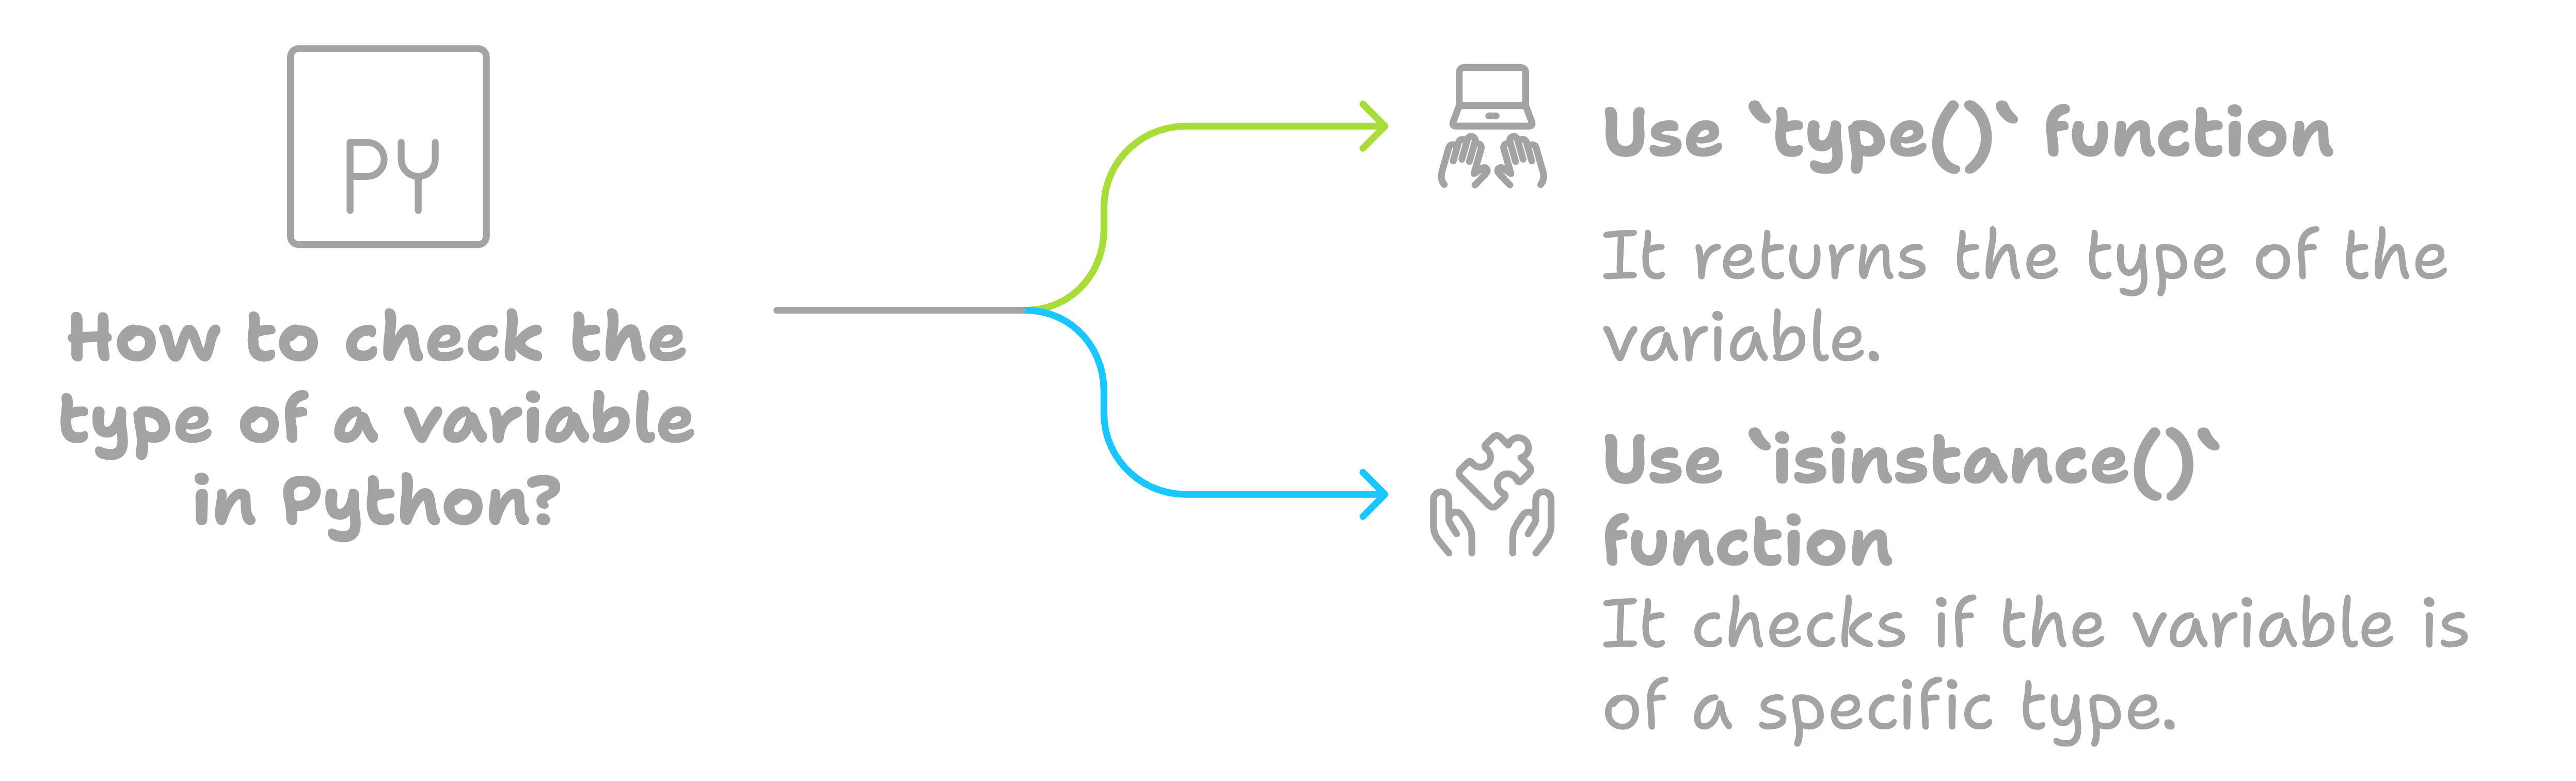 PY
How to check the
type of a variable
in Python?
Use `type()` function
It returns the type of the
variable.
Use `isinstance()`
function
It checks if the variable is
of a specific type.